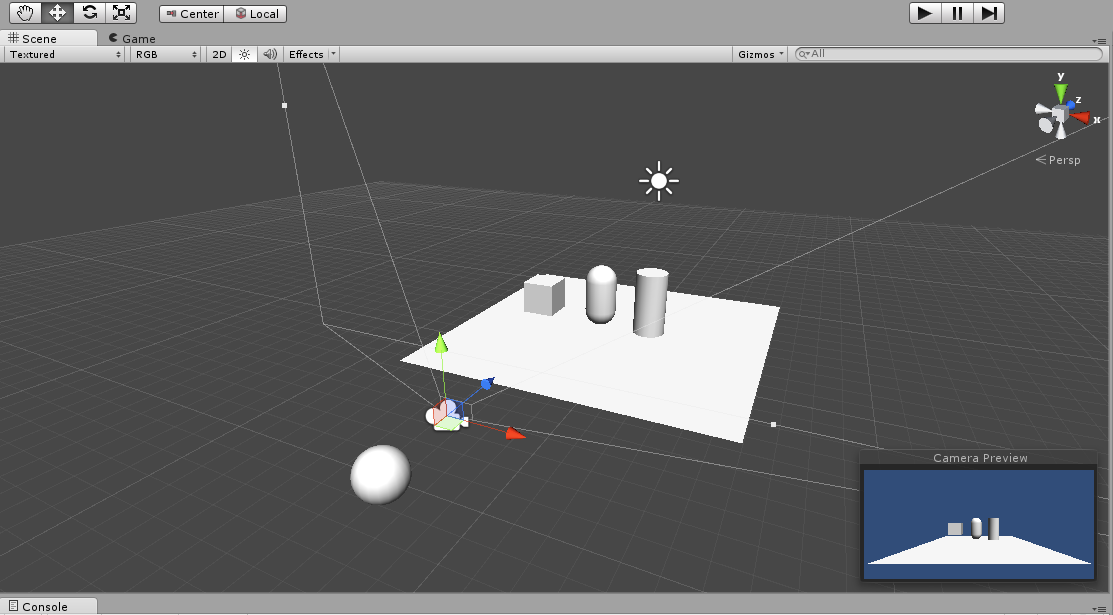 Center Local
Scene Game
Textured RGB 2D Effects Gizmos All
y
z
x
Persp
Camera Preview
Console